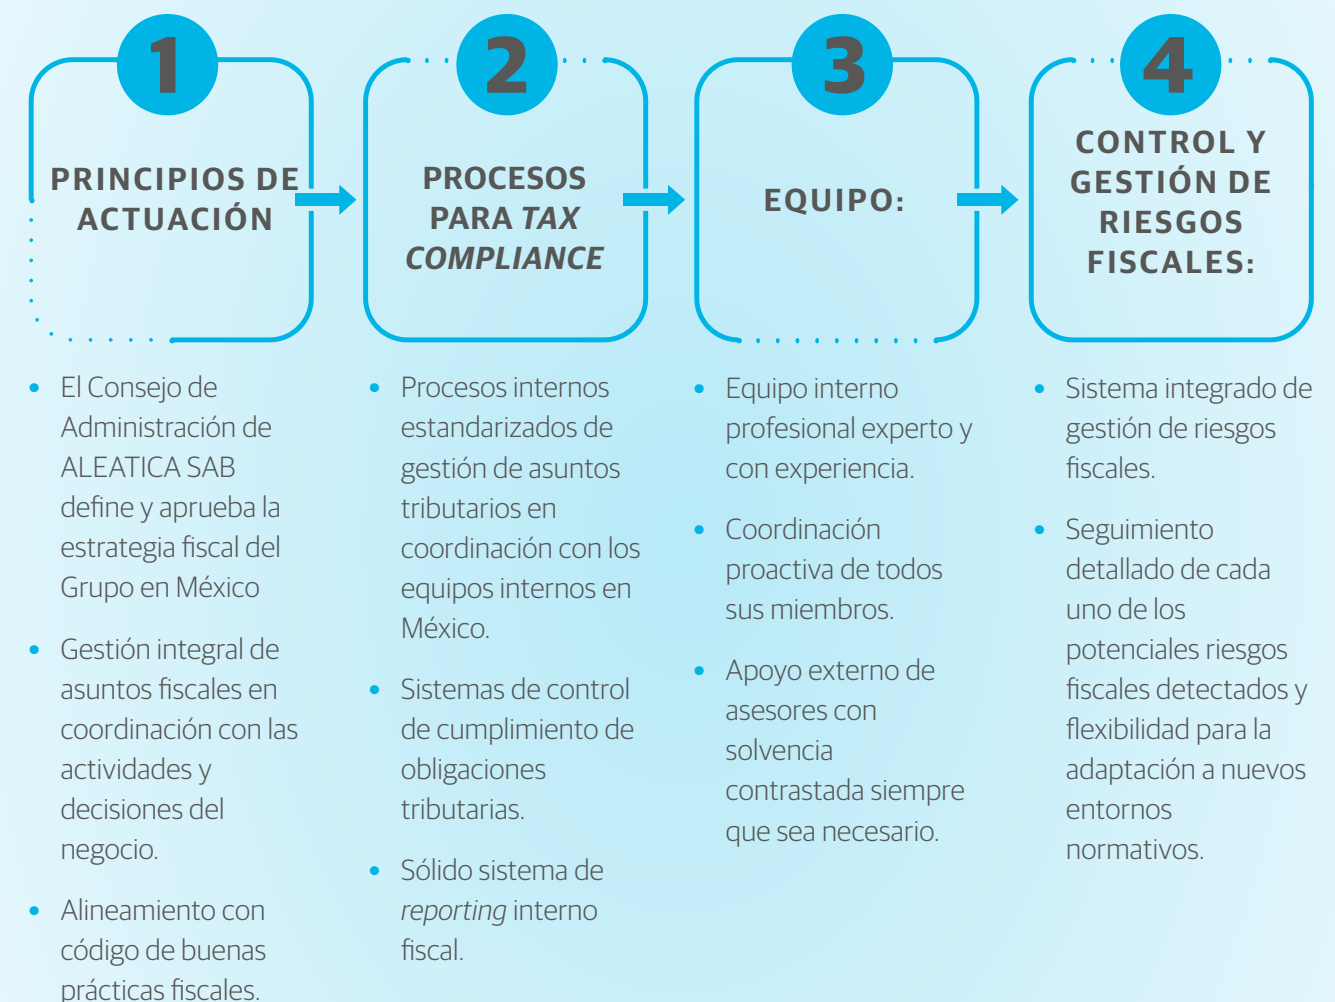 1
PRINCIPIOS DE
ACTUACIÓN
• El Consejo de
Administración de
ALEATICA SAB
define y aprueba la
estrategia fiscal del
Grupo en México
• Gestión integral de
asuntos fiscales en
coordinación con las
actividades y
decisiones del
negocio.
• Alineamiento con
código de buenas
prácticas fiscales.
2
PROCESOS
PARA TAX
COMPLIANCE
• Procesos internos
estandarizados de
gestión de asuntos
tributarios en
coordinación con los
equipos internos en
México.
• Sistemas de control
de cumplimiento de
obligaciones
tributarias.
• Sólido sistema de
reporting interno
fiscal.
3
EQUIPO:
• Equipo interno
profesional experto y
con experiencia.
• Coordinación
proactiva de todos
sus miembros.
• Apoyo externo de
asesores con
solvencia
contrastada siempre
que sea necesario.
4
CONTROL Y
GESTIÓN DE
RIESGOS
FISCALES:
• Sistema integrado de
gestión de riesgos
fiscales.
• Seguimiento
detallado de cada
uno de los
potenciales riesgos
fiscales detectados y
flexibilidad para la
adaptación a nuevos
entornos
normativos.